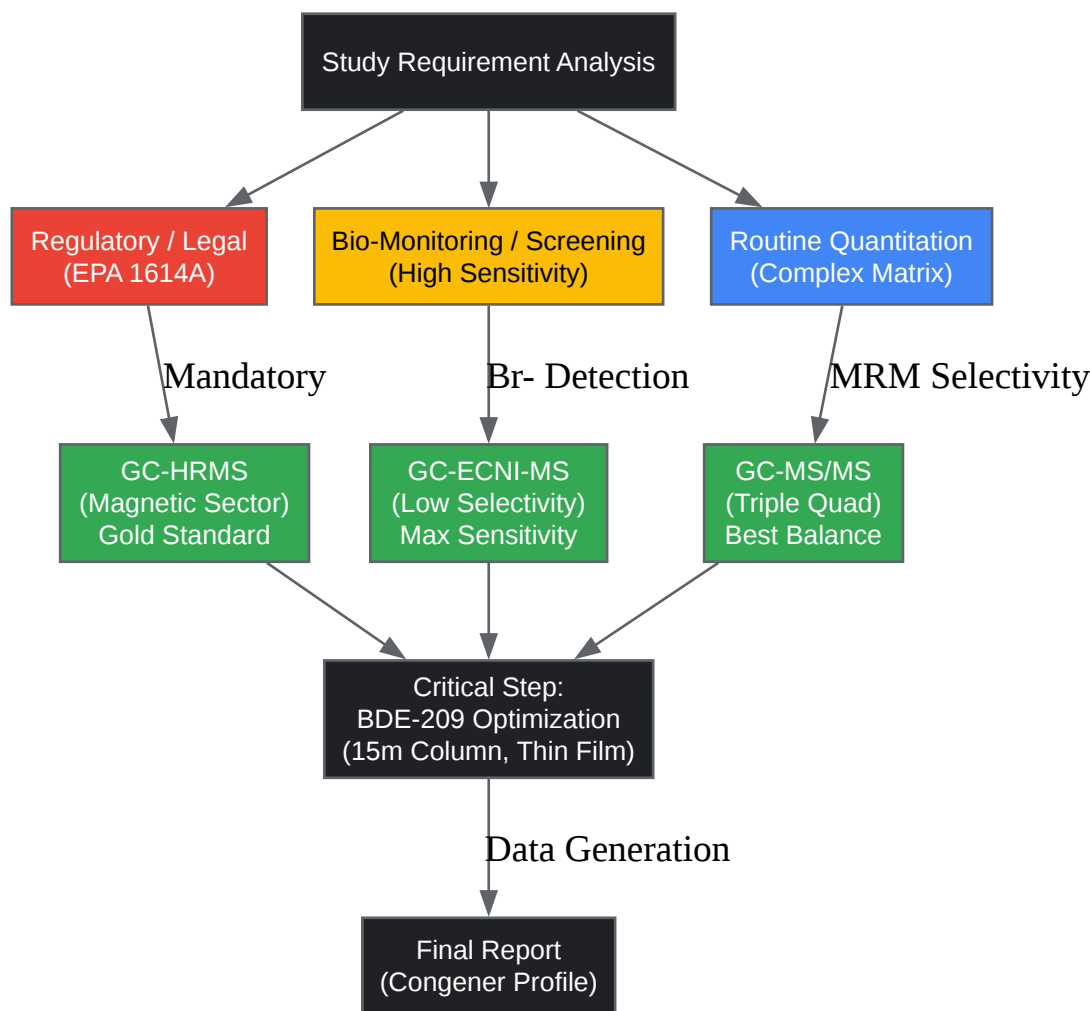 Study Requirement Analysis
Regulatory / Legal
(EPA 1614A)
Bio-Monitoring / Screening
(High Sensitivity)
Routine Quantitation
(Complex Matrix)
Mandatory
Br- Detection
MRM Selectivity
GC-HRMS
(Magnetic Sector)
Gold Standard
GC-ECNI-MS
(Low Selectivity)
Max Sensitivity
GC-MS/MS
(Triple Quad)
Best Balance
Critical Step:
BDE-209 Optimization
(15m Column, Thin Film)
Data Generation
Final Report
(Congener Profile)